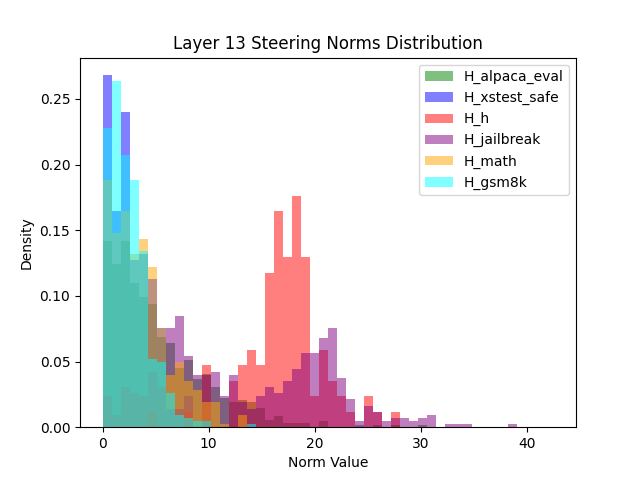 Layer 13 Steering Norms Distribution
H_alpaca_eval
H_xstest_safe
H_h
H_jailbreak
H_math
H_gsm8k
0.25
0.20
0.15
0.10
0.05
0.00
Density
0 10 20 30 40
Norm Value